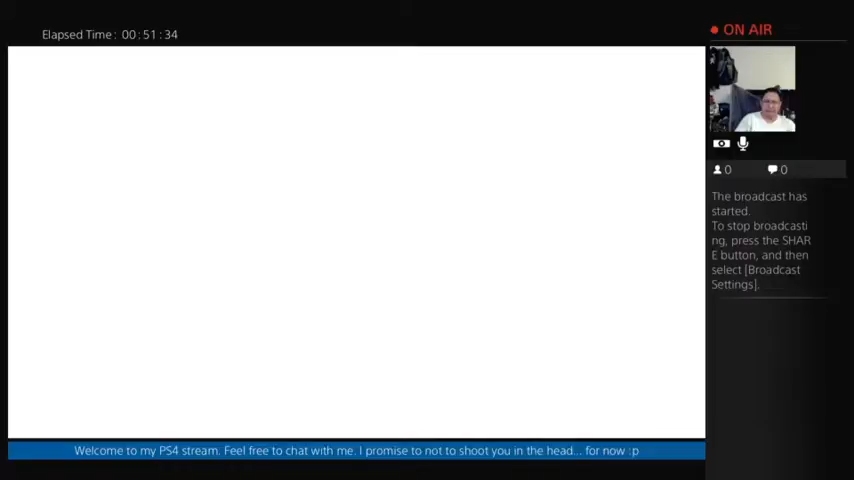 Elapsed Time: 00:51:34
ON AIR
0 0
The broadcast has
started.
To stop broadcasti
ng, press the SHAR
E button, and then
select [Broadcast
Settings].
Welcome to my PS4 stream. Feel free to chat with me. I promise to not to shoot you in the head... for now :p